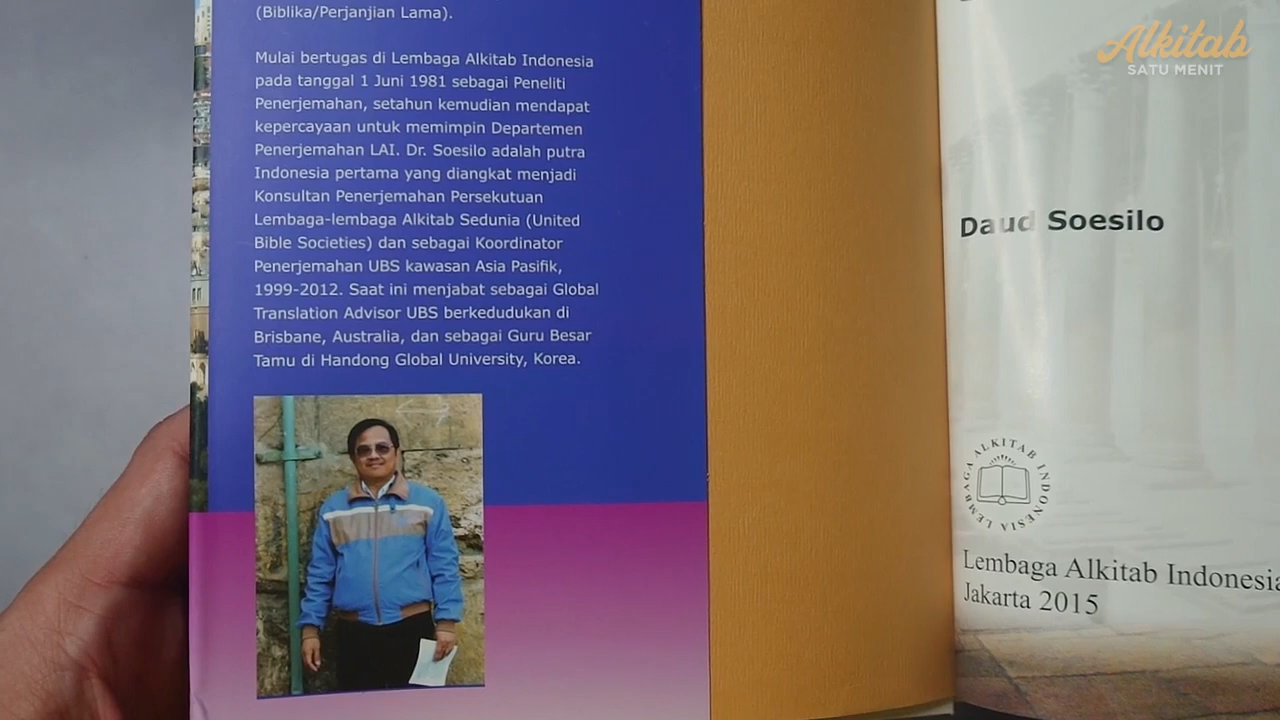 (Biblika/Perjanjian Lama).
Mulai bertugas di Lembaga Alkitab Indonesia
pada tanggal 1 Juni 1981 sebagai Peneliti
Penerjemahan, setahun kemudian mendapat
kepercayaan untuk memimpin Departemen
Penerjemahan LAI. Dr. Soesilo adalah putra
Indonesia pertama yang diangkat menjadi
Konsultan Penerjemahan Persekutuan
Lembaga-lembaga Alkitab Sedunia (United
Bible Societies) dan sebagai Koordinator
Penerjemahan UBS kawasan Asia Pasifik,
1999-2012. Saat ini menjabat sebagai Global
Translation Advisor UBS berkedudukan di
Brisbane, Australia, dan sebagai Guru Besar
Tamu di Handong Global University, Korea.
Alkitab
SATU MENIT
Daud Soesilo
LEMBAGA ALKITAB INDONESIA
Lembaga Alkitab Indonesia
Jakarta 2015